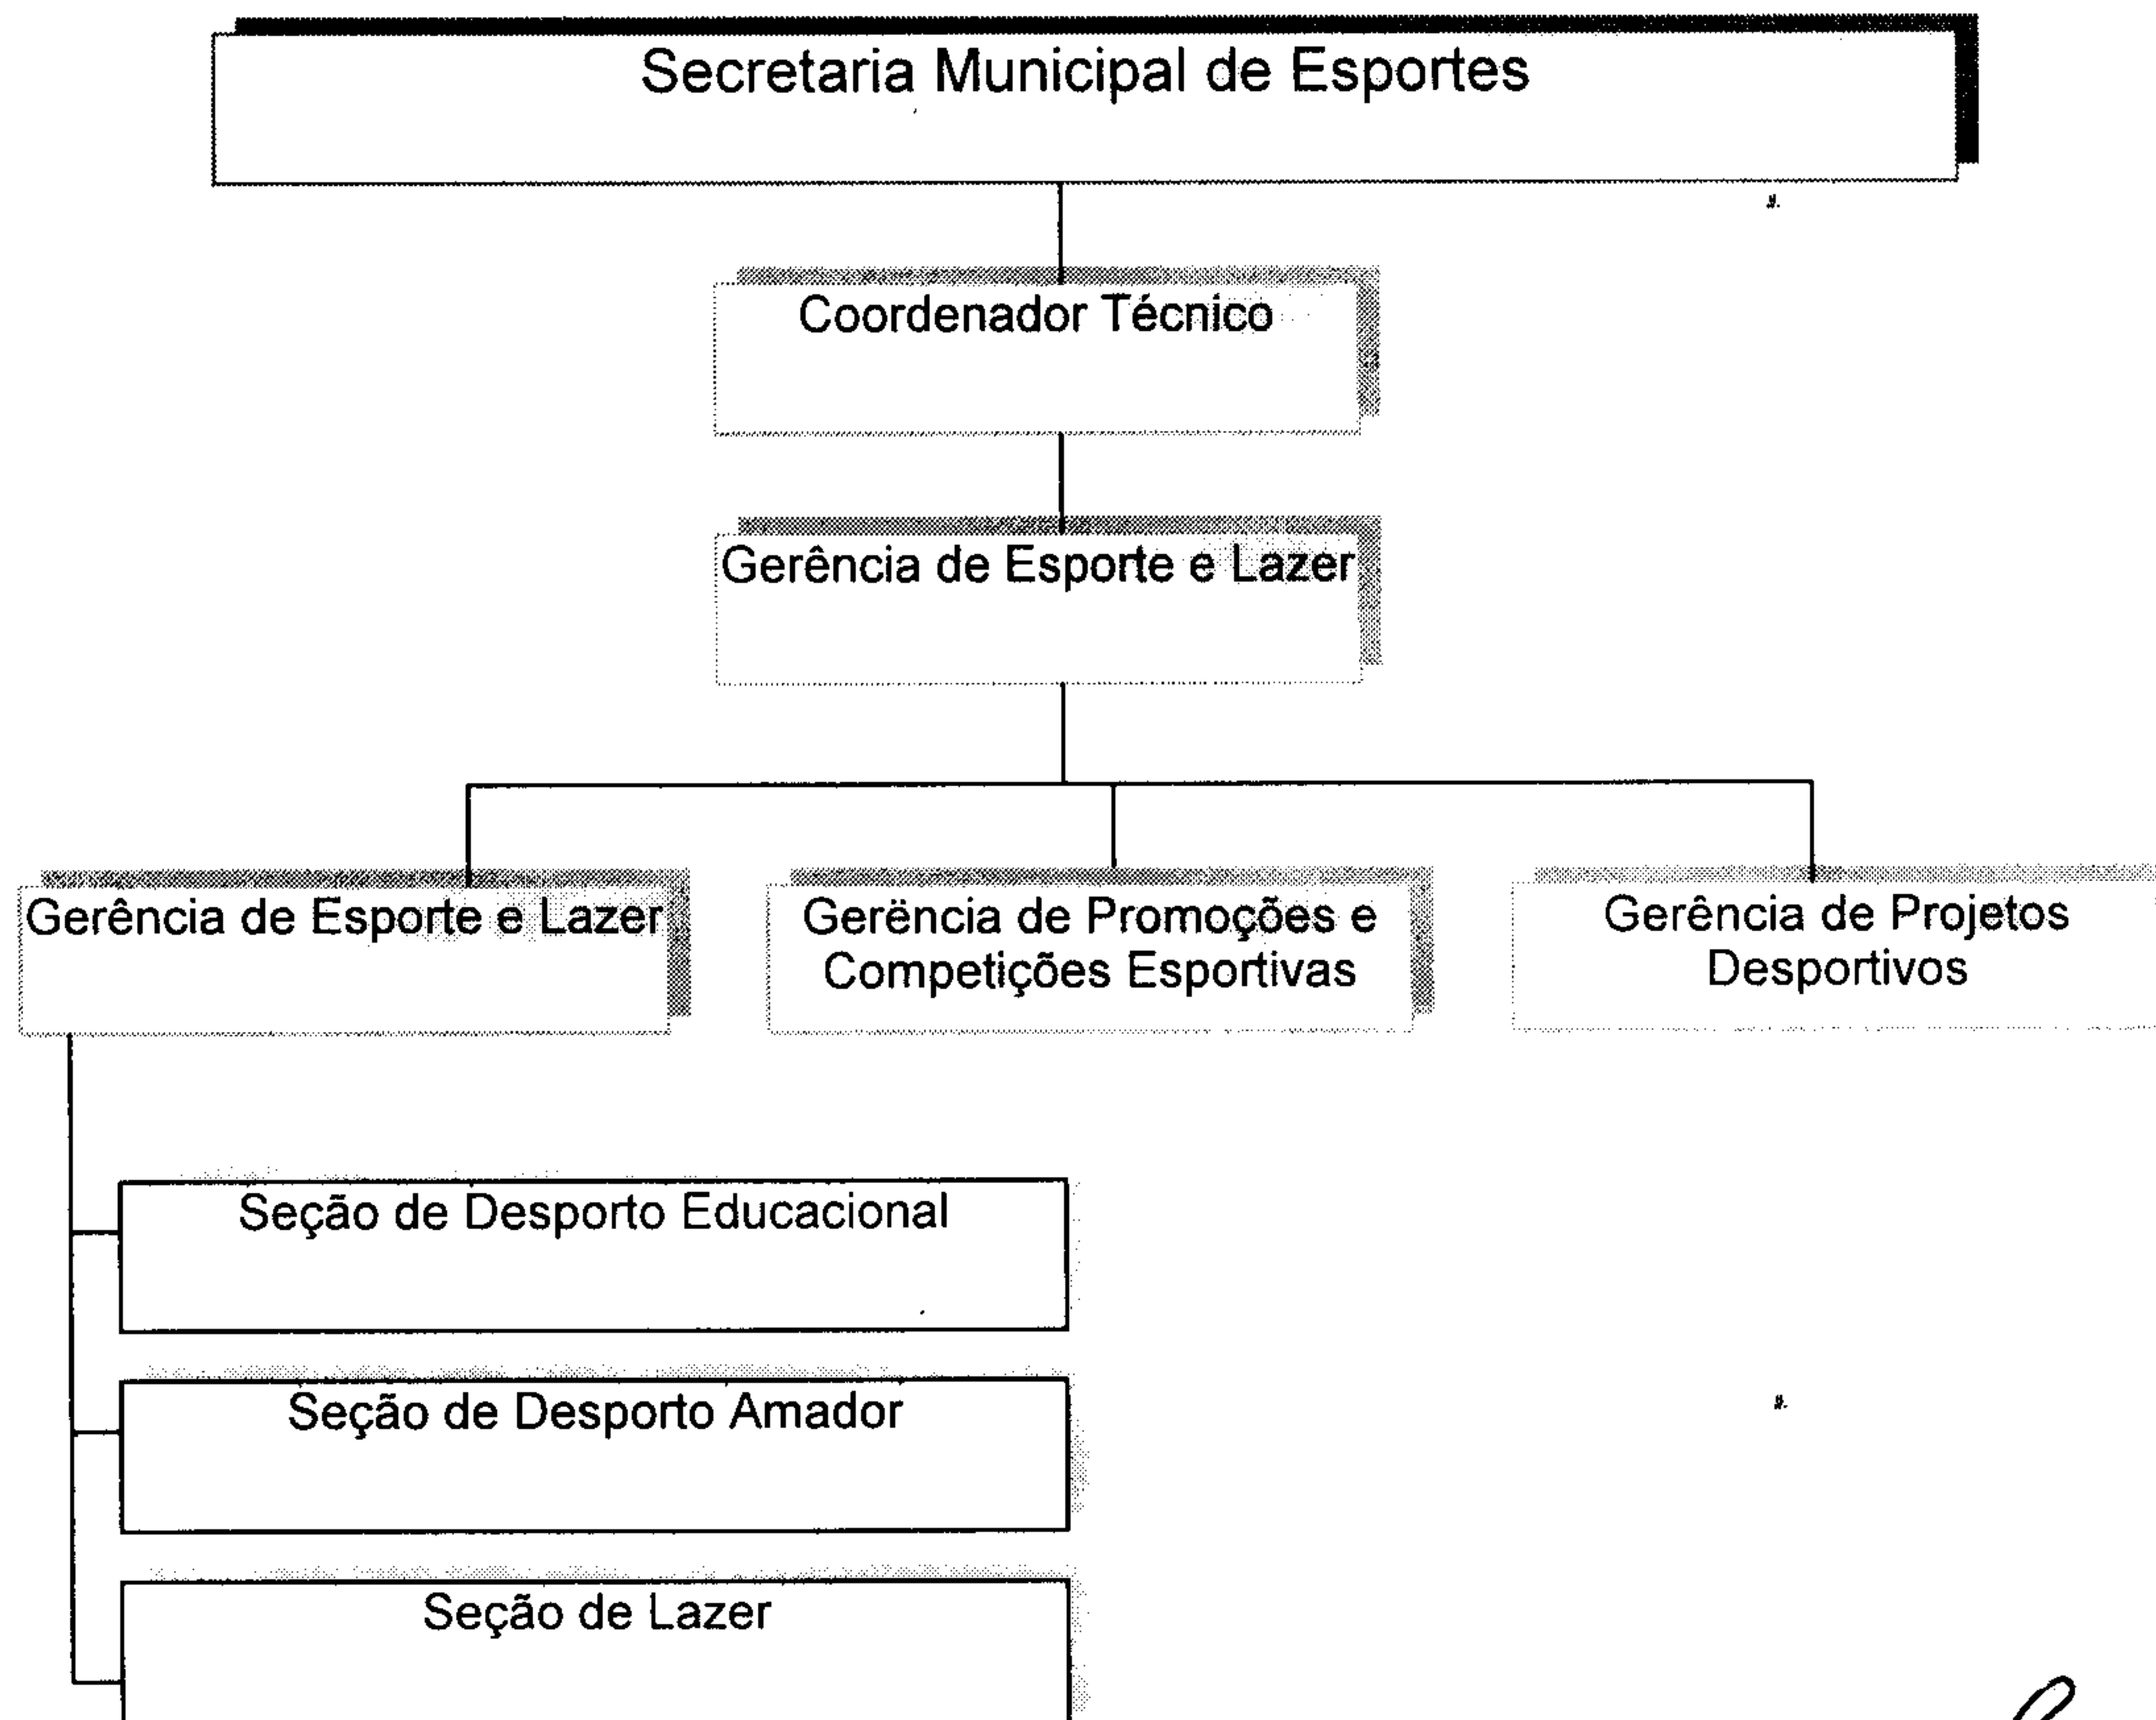 Secretaria Municipal de Esportes
Coordenador Técnico
Gerência de Esporte e Lazer
Gerência de Esporte e Lazer
Gerëncia de Promoções e
Competições Esportivas
Gerência de Projetos
Desportivos
Seção de Desporto Educacional
Seção de Desporto Amador
Seção de Lazer